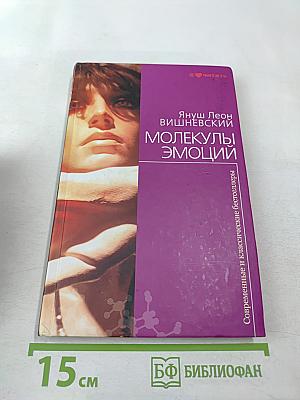 Януш Леон
ВИШНЕВСКИЙ
МОЛЕКУЛЫ
ЭМОЦИЙ
Современные и классические бестселлеры
15 см
БФ БИБЛИОФАН